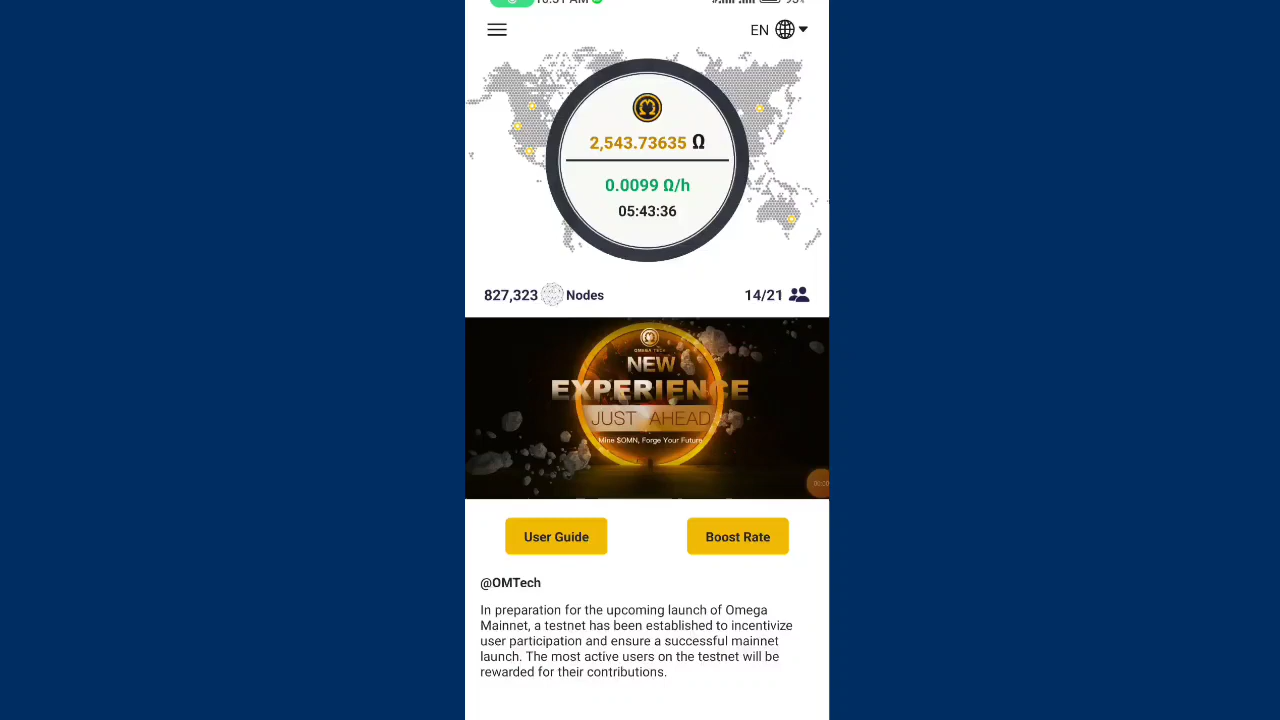 EN
2,543.73635 Ω
0.0099 Ω/h
05:43:36
827,323 Nodes 14/21
OMEGA TECH
NEW
EXPERIENCE
JUST AHEAD
Mine $OMN, Forge Your Future
User Guide Boost Rate
@OMTech
In preparation for the upcoming launch of Omega
Mainnet, a testnet has been established to incentivize
user participation and ensure a successful mainnet
launch. The most active users on the testnet will be
rewarded for their contributions.